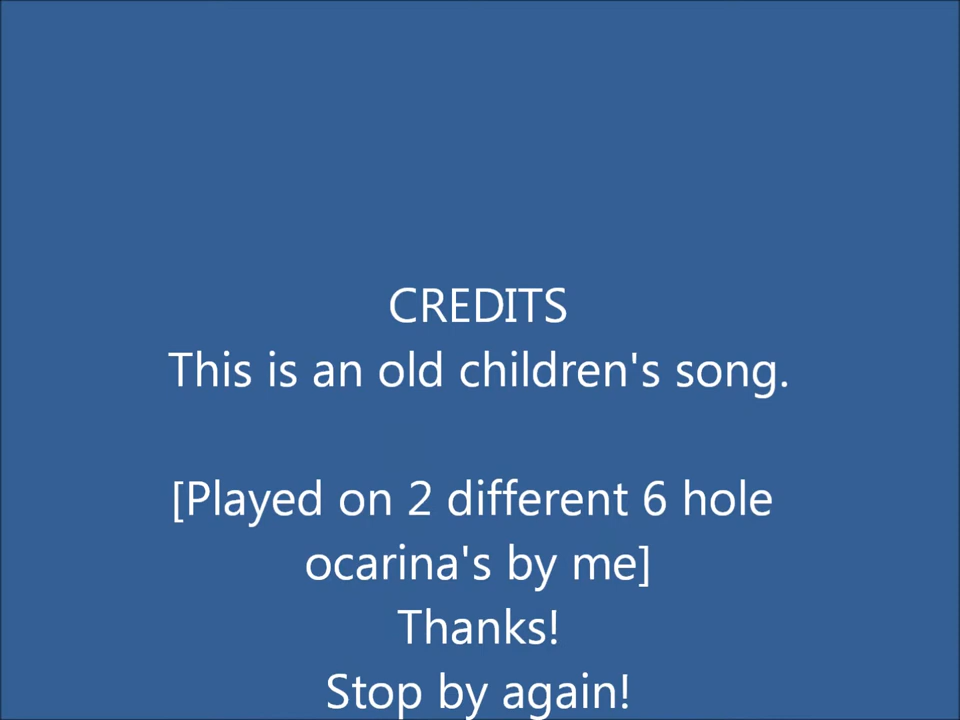 CREDITS
This is an old children's song.
[Played on 2 different 6 hole
ocarina's by me]
Thanks!
Stop by again!